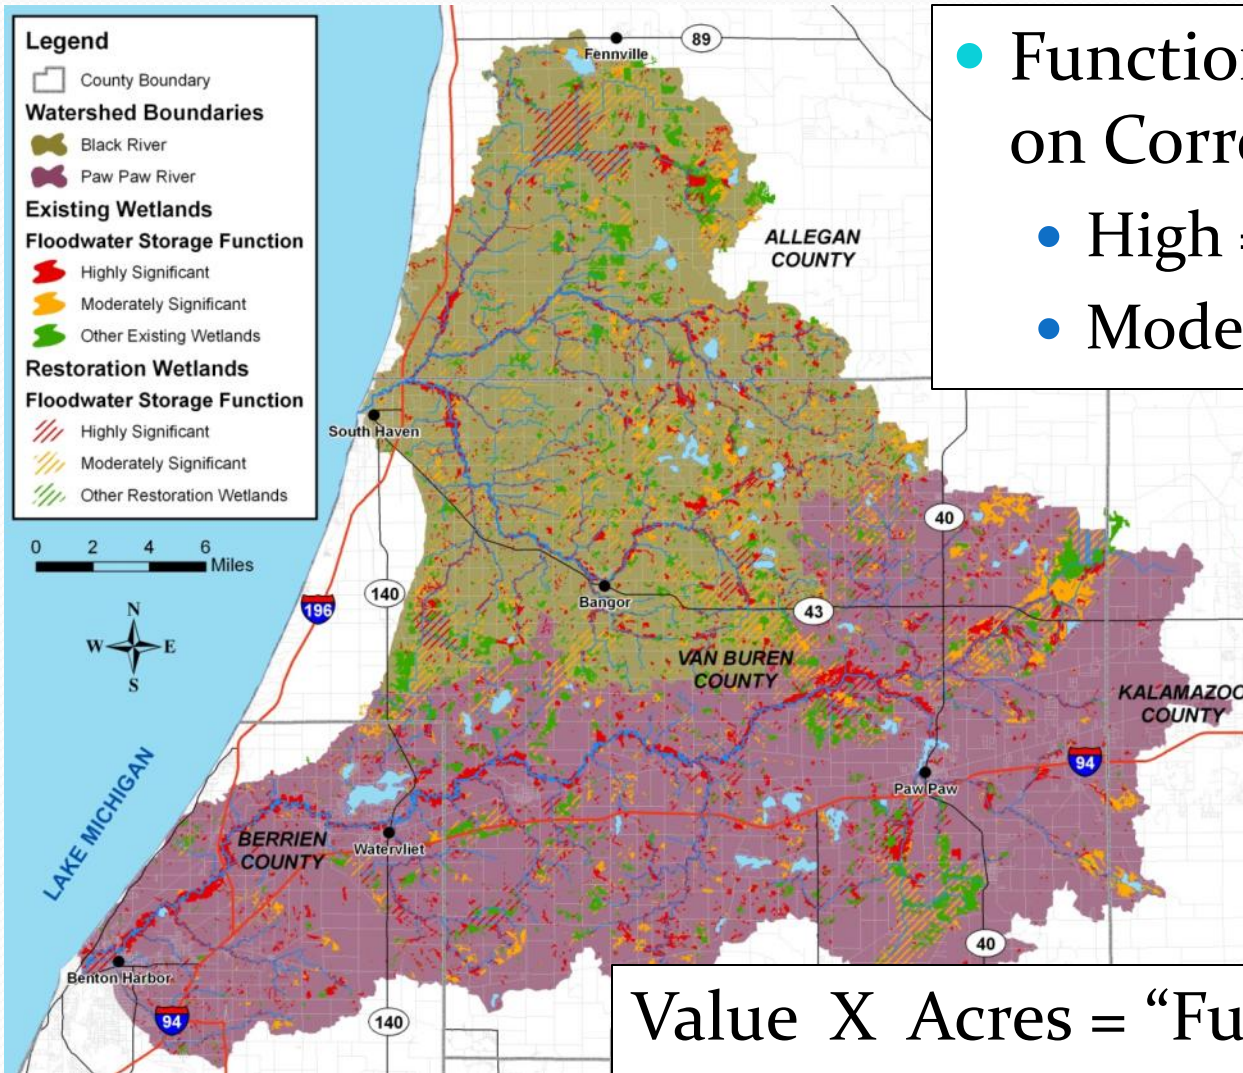 Legend
County Boundary
Watershed Boundaries
Black River
Paw Paw River
Existing Wetlands
Floodwater Storage Function
Highly Significant
Moderately Significant
Other Existing Wetlands
Restoration Wetlands
Floodwater Storage Function
Highly Significant
Moderately Significant
Other Restoration Wetlands
0 2 4 6 Miles
N
W E
S
LAKE MICHIGAN
Fennville
89
ALLEGAN
COUNTY
South Haven
40
196
140
Bangor
43
VAN BUREN
COUNTY
KALAMAZOO
COUNTY
94
Paw Paw
BERRIEN
COUNTY
Watervliet
40
Benton Harbor
94
140
• Function
on Corre
• High =
• Mode
Value X Acres = “Fu